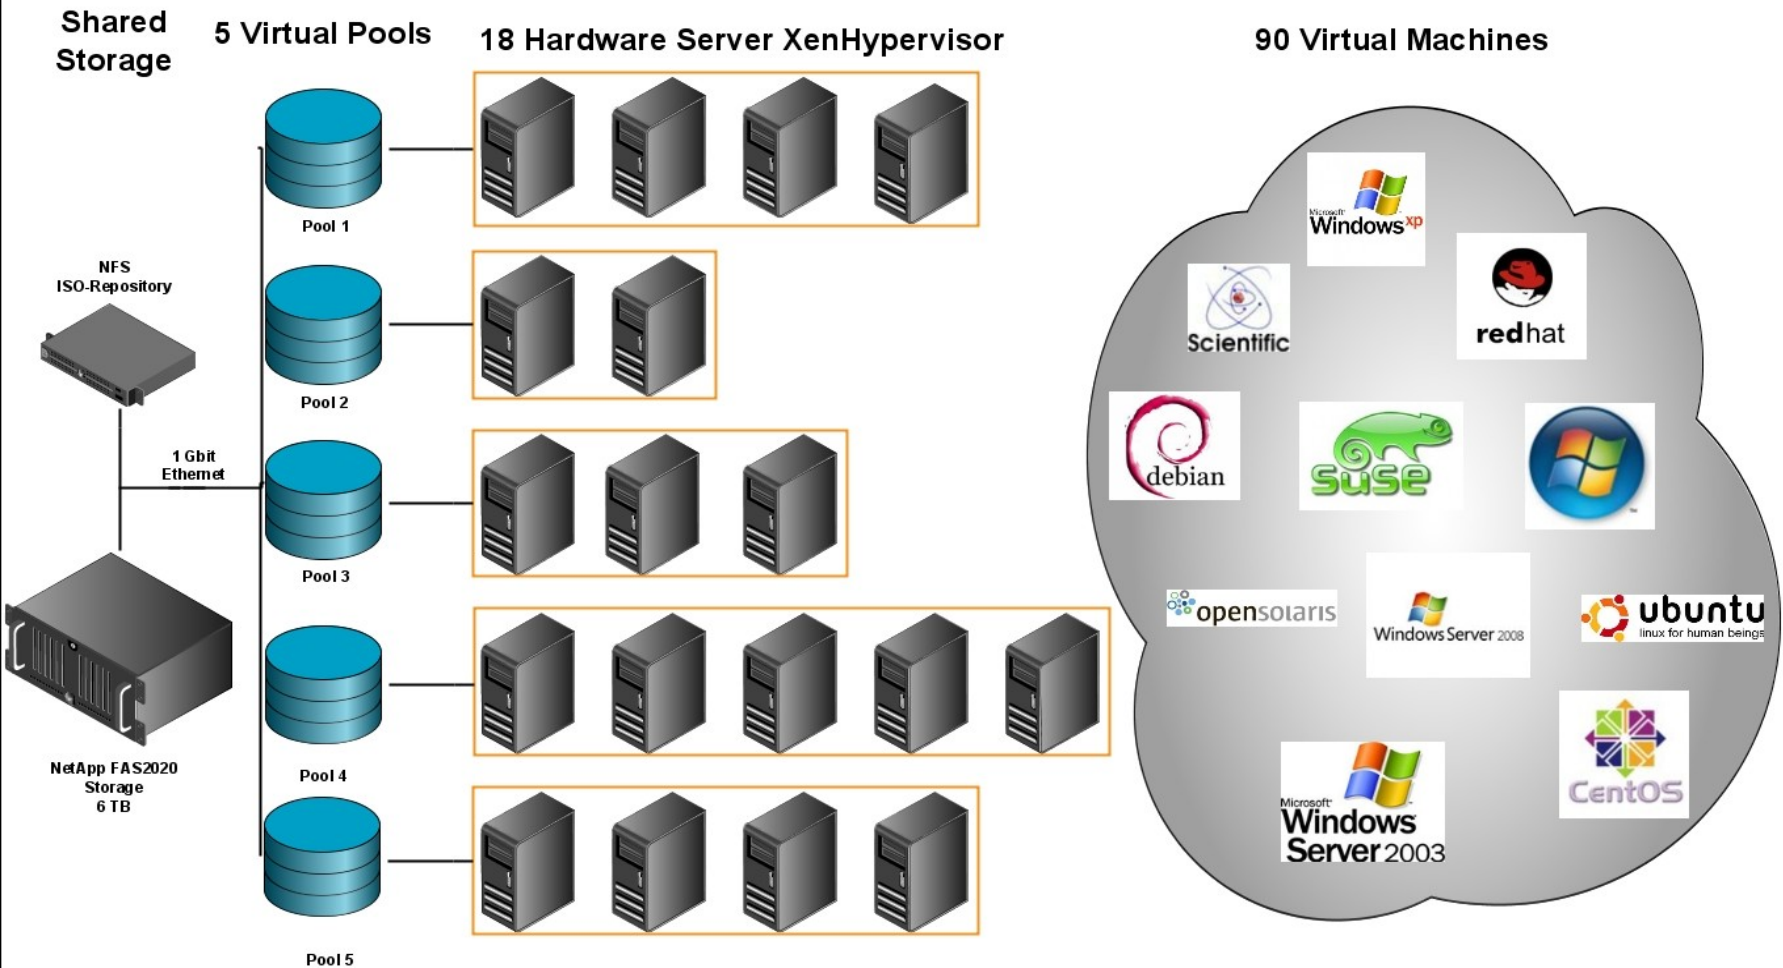 Shared
Storage
5 Virtual Pools
18 Hardware Server XenHypervisor
90 Virtual Machines
Pool 1
NFS
ISO-Repository
Pool 2
1 Gbit
Ethernet
Pool 3
NetApp FAS2020
Storage
6 TB
Pool 4
Pool 5
Microsoft
Windows xp
Scientific
redhat
debian
SUSE
TM
opensolaris
Windows Server 2008
ubuntu
linux for human beings
CentOS
Microsoft
Windows
Server 2003